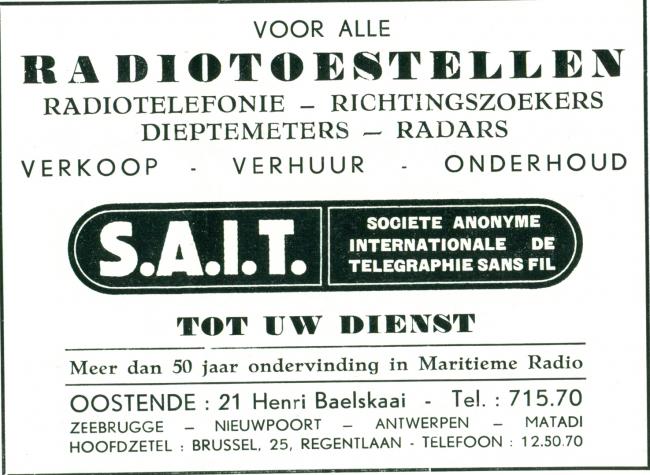 VOOR ALLE
RADIOTOESTELLEN
RADIOTELEFONIE – RICHTINGSZOEKERS
DIEPTEMETERS – RADARS
VERKOOP - VERHUUR - ONDERHOUD
S.A.I.T.
SOCIETE ANONYME
INTERNATIONALE DE
TELEGRAPHIE SANS FIL
TOT UW DIENST
Meer dan 50 jaar ondervinding in Maritieme Radio
OOSTENDE : 21 Henri Baelskaai - Tel. : 715.70
ZEEBRUGGE – NIEUWPOORT – ANTWERPEN – MATADI
HOOFDZETEL : BRUSSEL, 25, REGENTLAAN - TELEFOON : 12.50.70